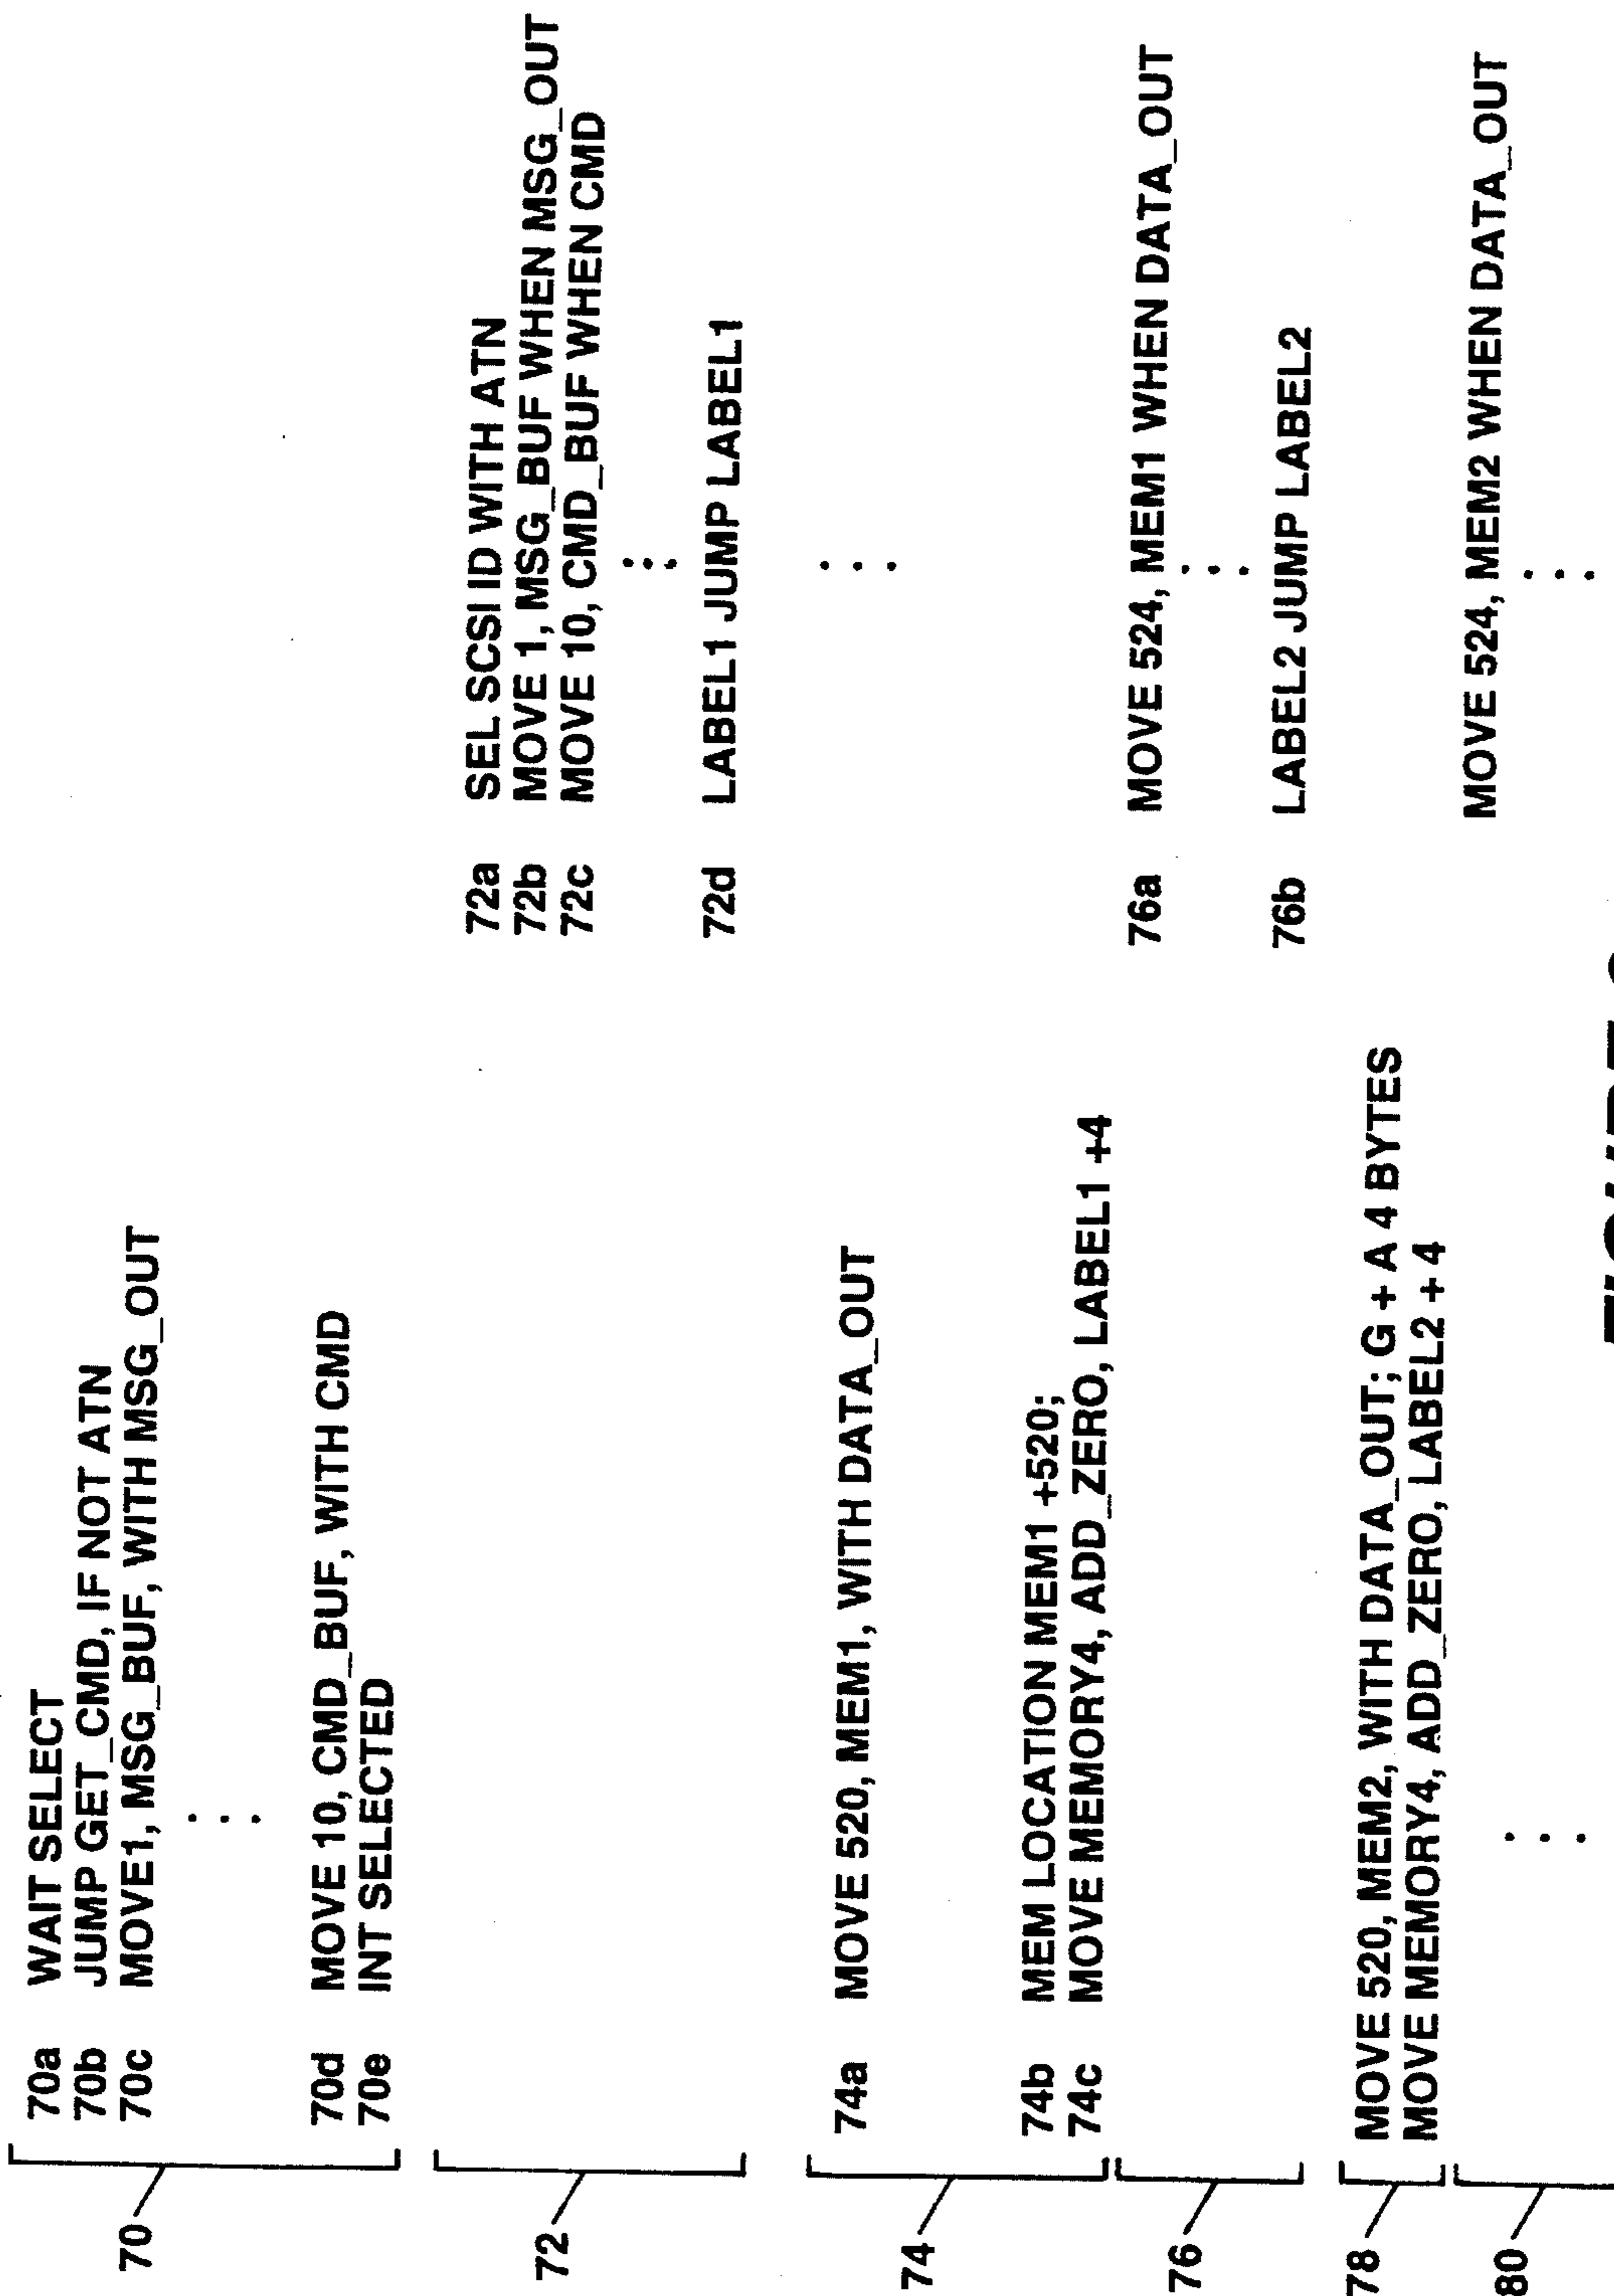 70
70a WAIT SELECT
70b JUMP GET_CMD, IF NOT ATN
70c MOVE1, MSG_BUF, WITH MSG_OUT
70d MOVE 10, CMD_BUF, WITH CMD
70e INT SELECTED
72
72a SEL SCSI ID WITH ATN
72b MOVE 1, MSG_BUF WHEN MSG_OUT
72c MOVE 10, CMD_BUF WHEN CMD
72d LABEL1 JUMP LABEL1
74
74a MOVE 520, MEM1, WITH DATA_OUT
74b MEM LOCATION MEM1 +520;
74c MOVE MEMORY4, ADD_ZERO, LABEL1 +4
76
76a MOVE 524, MEM1 WHEN DATA_OUT
76b LABEL2 JUMP LABEL2
78
MOVE 520, MEM2, WITH DATA_OUT; G + A 4 BYTES
MOVE MEMORY4, ADD_ZERO, LABEL2 + 4
80
MOVE 524, MEM2 WHEN DATA_OUT